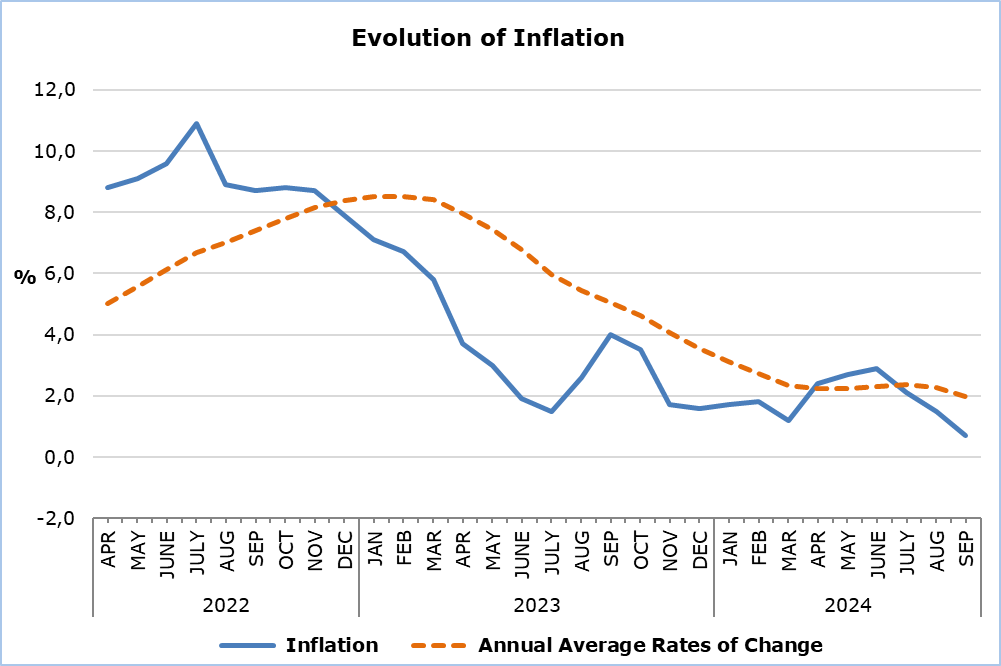 Evolution of Inflation
12,0
10,0
8,0
%
6,0
4,0
2,0
0,0
-2,0
APR MAY JUNE JULY AUG SEP OCT NOV DEC JAN FEB MAR APR MAY JUNE JULY AUG SEP OCT NOV DEC JAN FEB MAR APR MAY JUNE JULY AUG SEP
2022 2023 2024
Inflation Annual Average Rates of Change